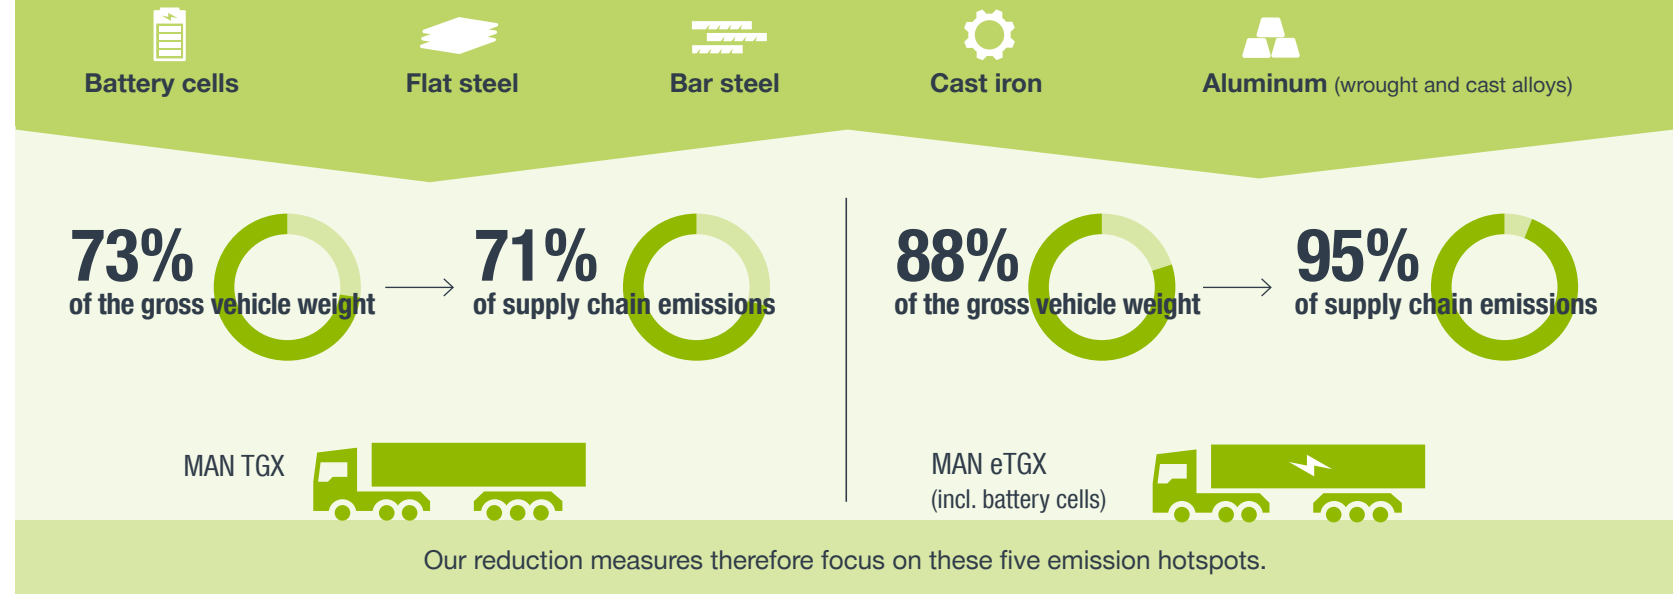 Battery cells
Flat steel
Bar steel
Cast iron
Aluminum (wrought and cast alloys)
73%
of the gross vehicle weight
71%
of supply chain emissions
88%
of the gross vehicle weight
95%
of supply chain emissions
MAN TGX
MAN eTGX
(incl. battery cells)
Our reduction measures therefore focus on these five emission hotspots.